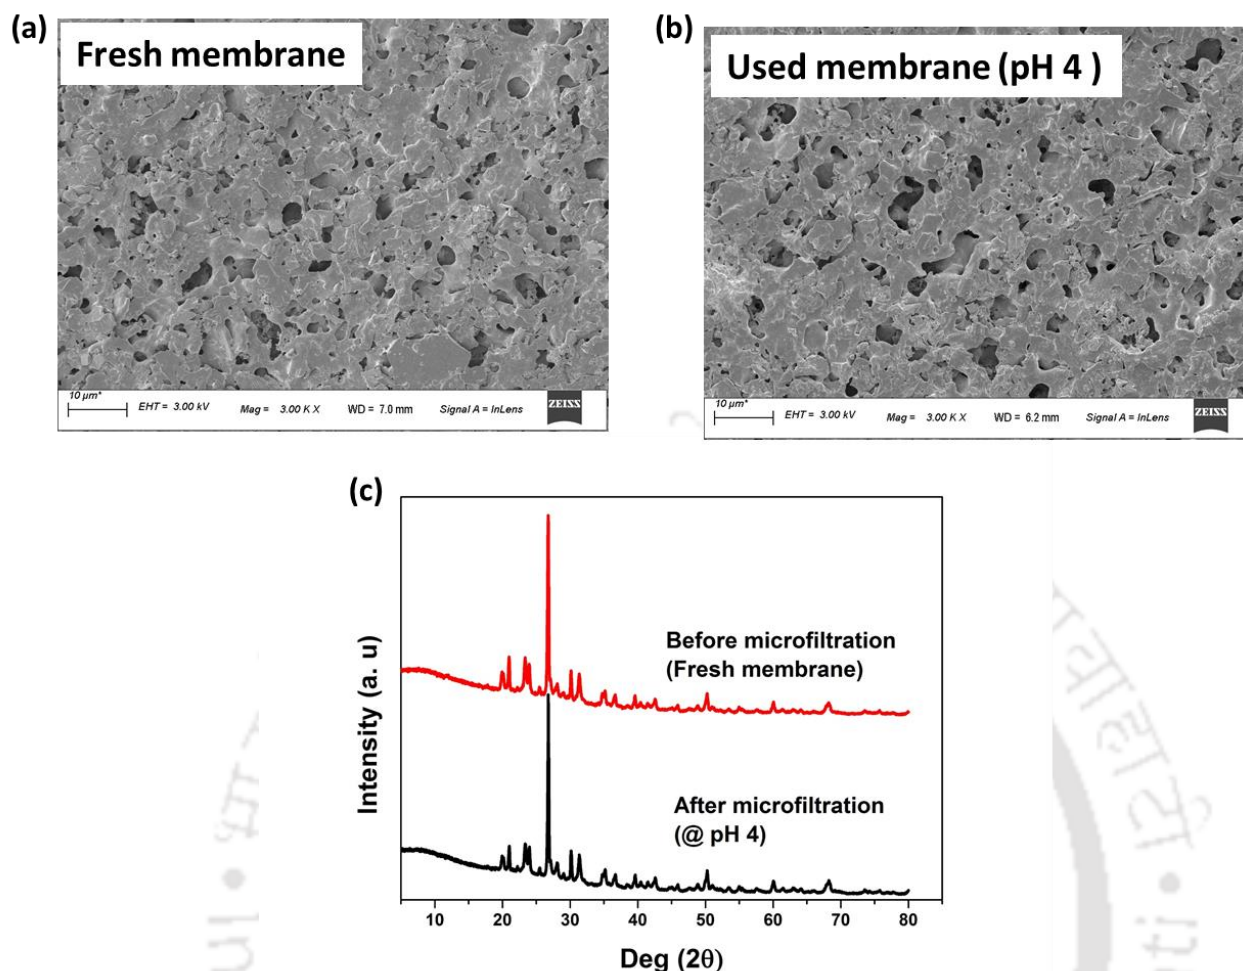 (a)
Fresh membrane
10 µm*
EHT = 3.00 kV
Mag = 3.00 K X
WD = 7.0 mm
Signal A = InLens
ZEISS
(b)
Used membrane (pH 4 )
10 µm*
EHT = 3.00 kV
Mag = 3.00 K X
WD = 6.2 mm
Signal A = InLens
ZEISS
(c)
Intensity (a. u)
Before microfiltration
(Fresh membrane)
After microfiltration
(@ pH 4)
10 20 30 40 50 60 70 80
Deg (2θ)